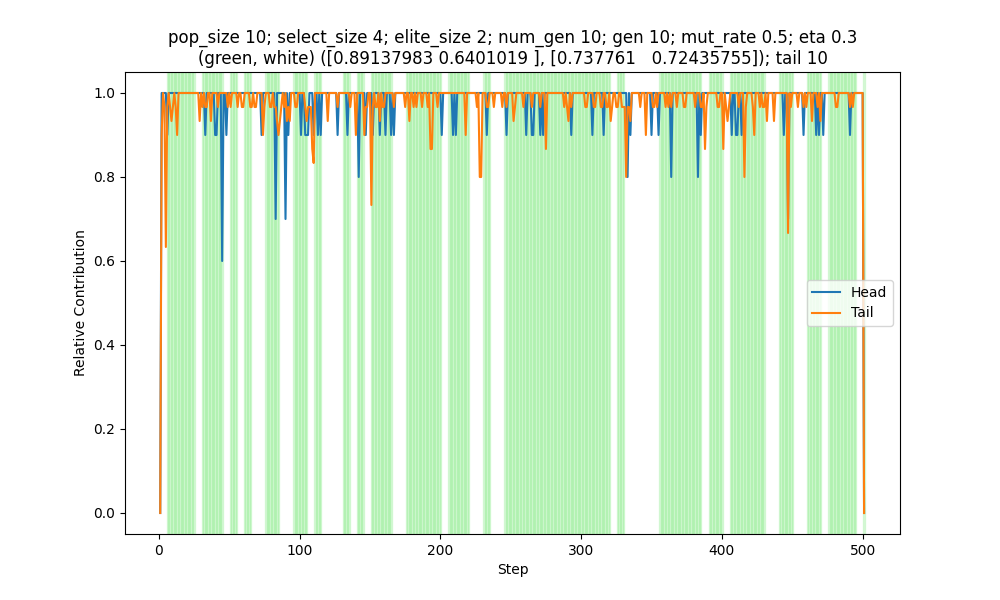 pop_size 10; select_size 4; elite_size 2; num_gen 10; gen 10; mut_rate 0.5; eta 0.3
(green, white) ([0.89137983 0.6401019 ], [0.737761   0.72435755]); tail 10
1.0
0.8
0.6
0.4
0.2
0.0
Relative Contribution
Head
Tail
0 100 200 300 400 500
Step